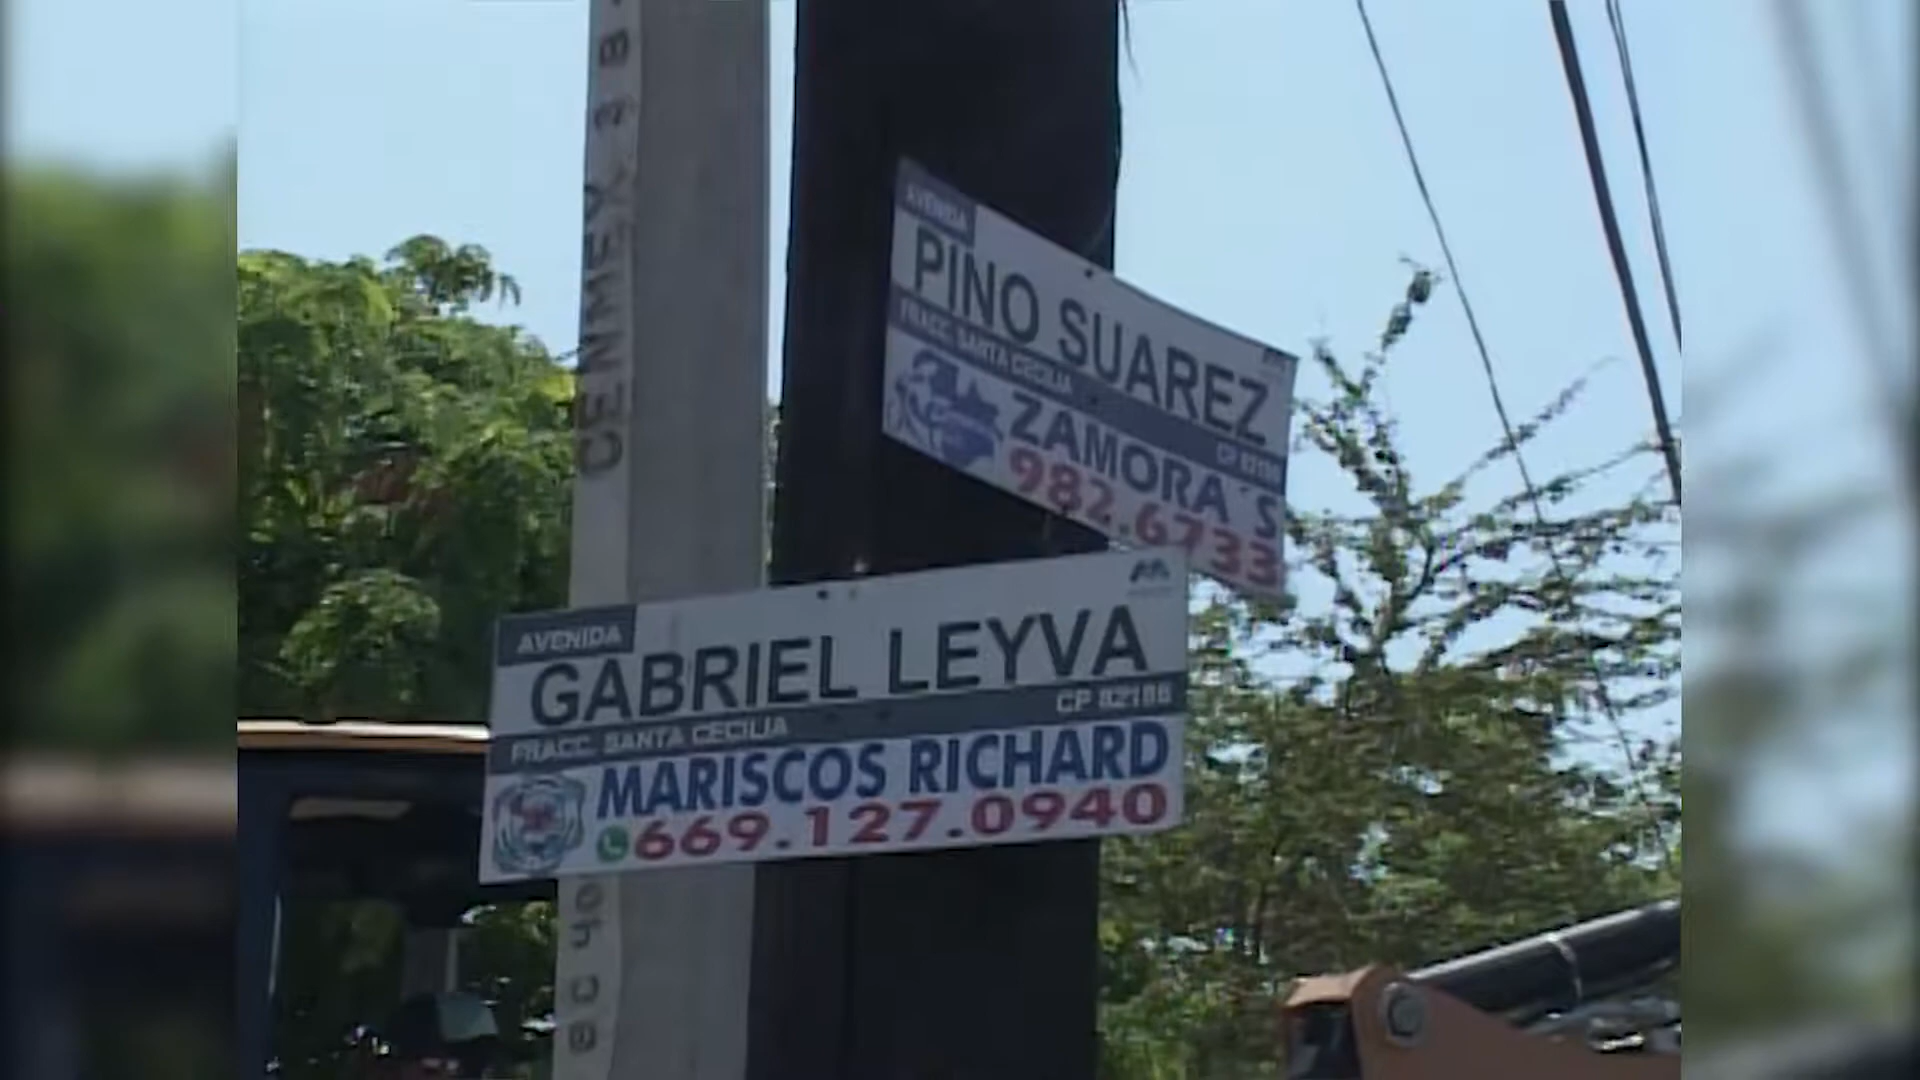 AVENIDA
PINO SUAREZ
FRACC. SANTA CECILIA
ZAMORA´S
982.6733
AVENIDA
GABRIEL LEYVA
FRACC. SANTA CECILIA CP 82186
MARISCOS RICHARD
669.127.0940
CENMEX